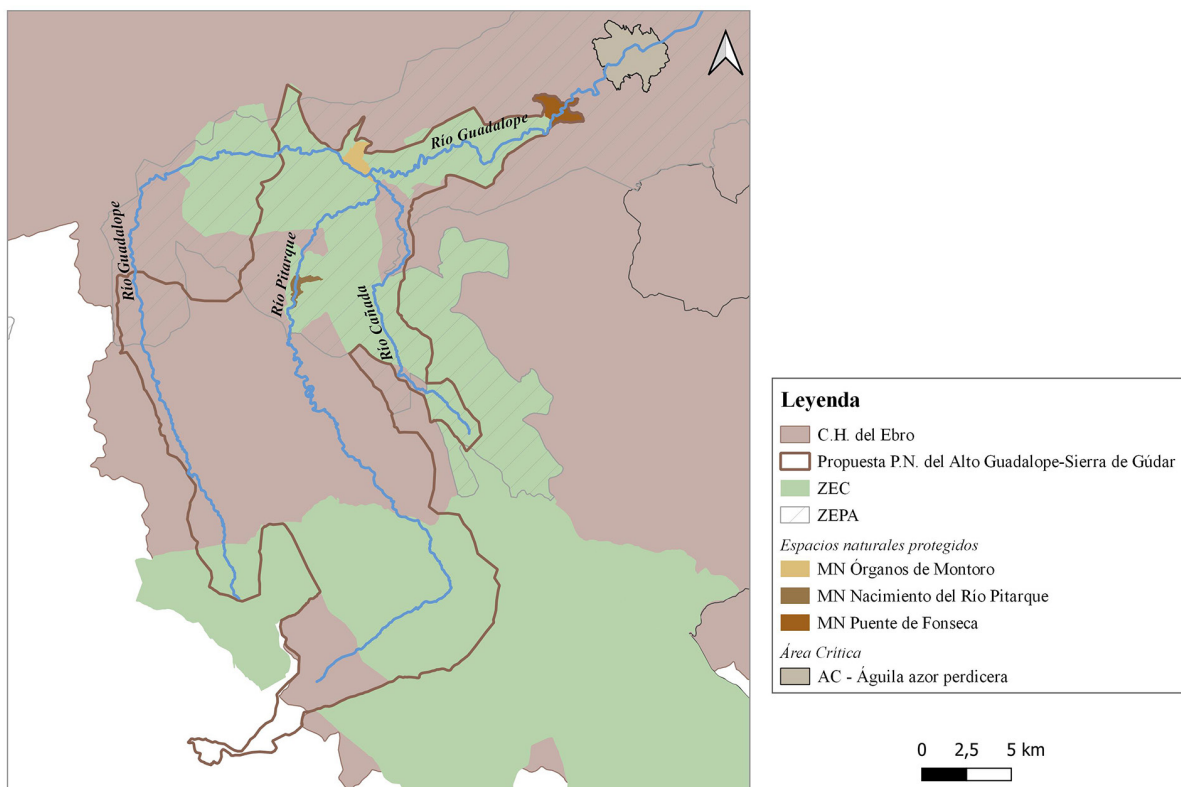 Río Guadalope
Río Guadalope
Río Pitarque
Río Cañada
Leyenda
C.H. del Ebro
Propuesta P.N. del Alto Guadalope-Sierra de Gúdar
ZEC
ZEPA
Espacios naturales protegidos
MN Órganos de Montoro
MN Nacimiento del Río Pitarque
MN Puente de Fonseca
Área Crítica
AC - Águila azor perdicera
0 2,5 5 km